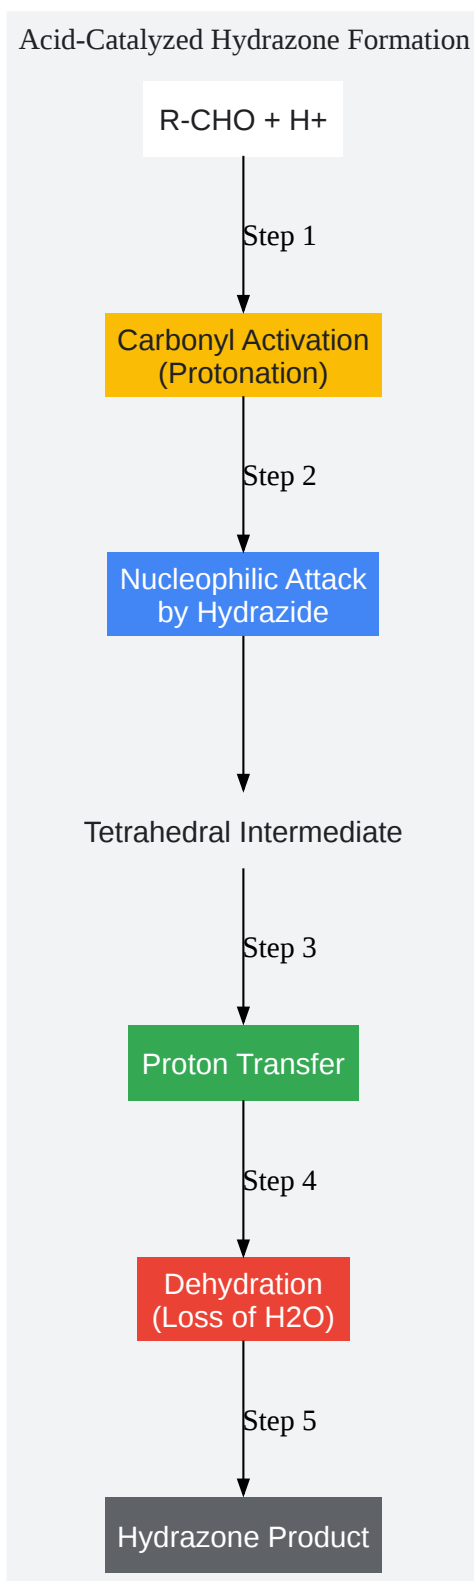 Acid-Catalyzed Hydrazone Formation
R-CHO + H+
Step 1
Carbonyl Activation
(Protonation)
Step 2
Nucleophilic Attack
by Hydrazide
Tetrahedral Intermediate
Step 3
Proton Transfer
Step 4
Dehydration
(Loss of H2O)
Step 5
Hydrazone Product